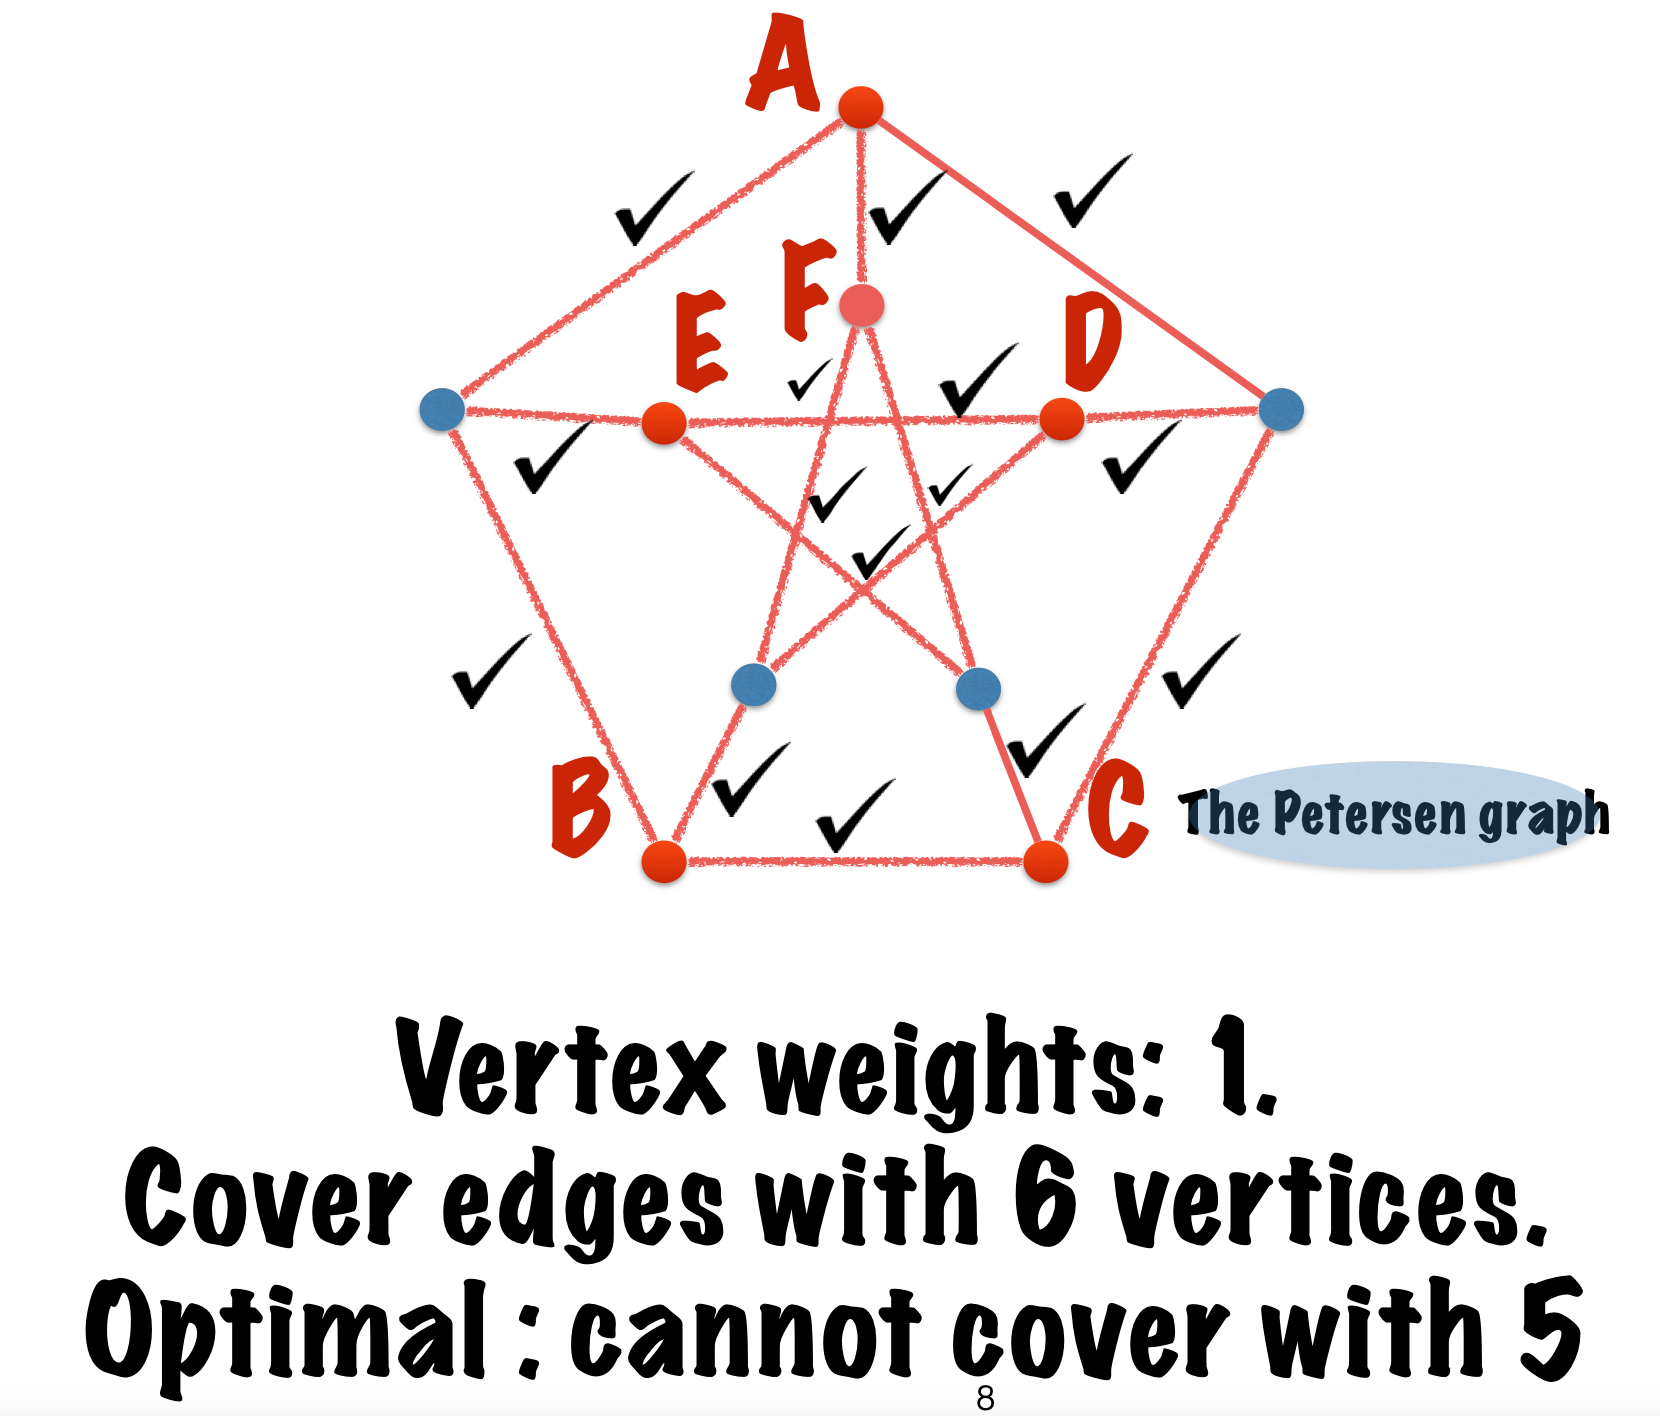 A
F
E
D
B
C
The Petersen graph
Vertex weights: 1.
Cover edges with 6 vertices.
Optimal : cannot cover with 5
8